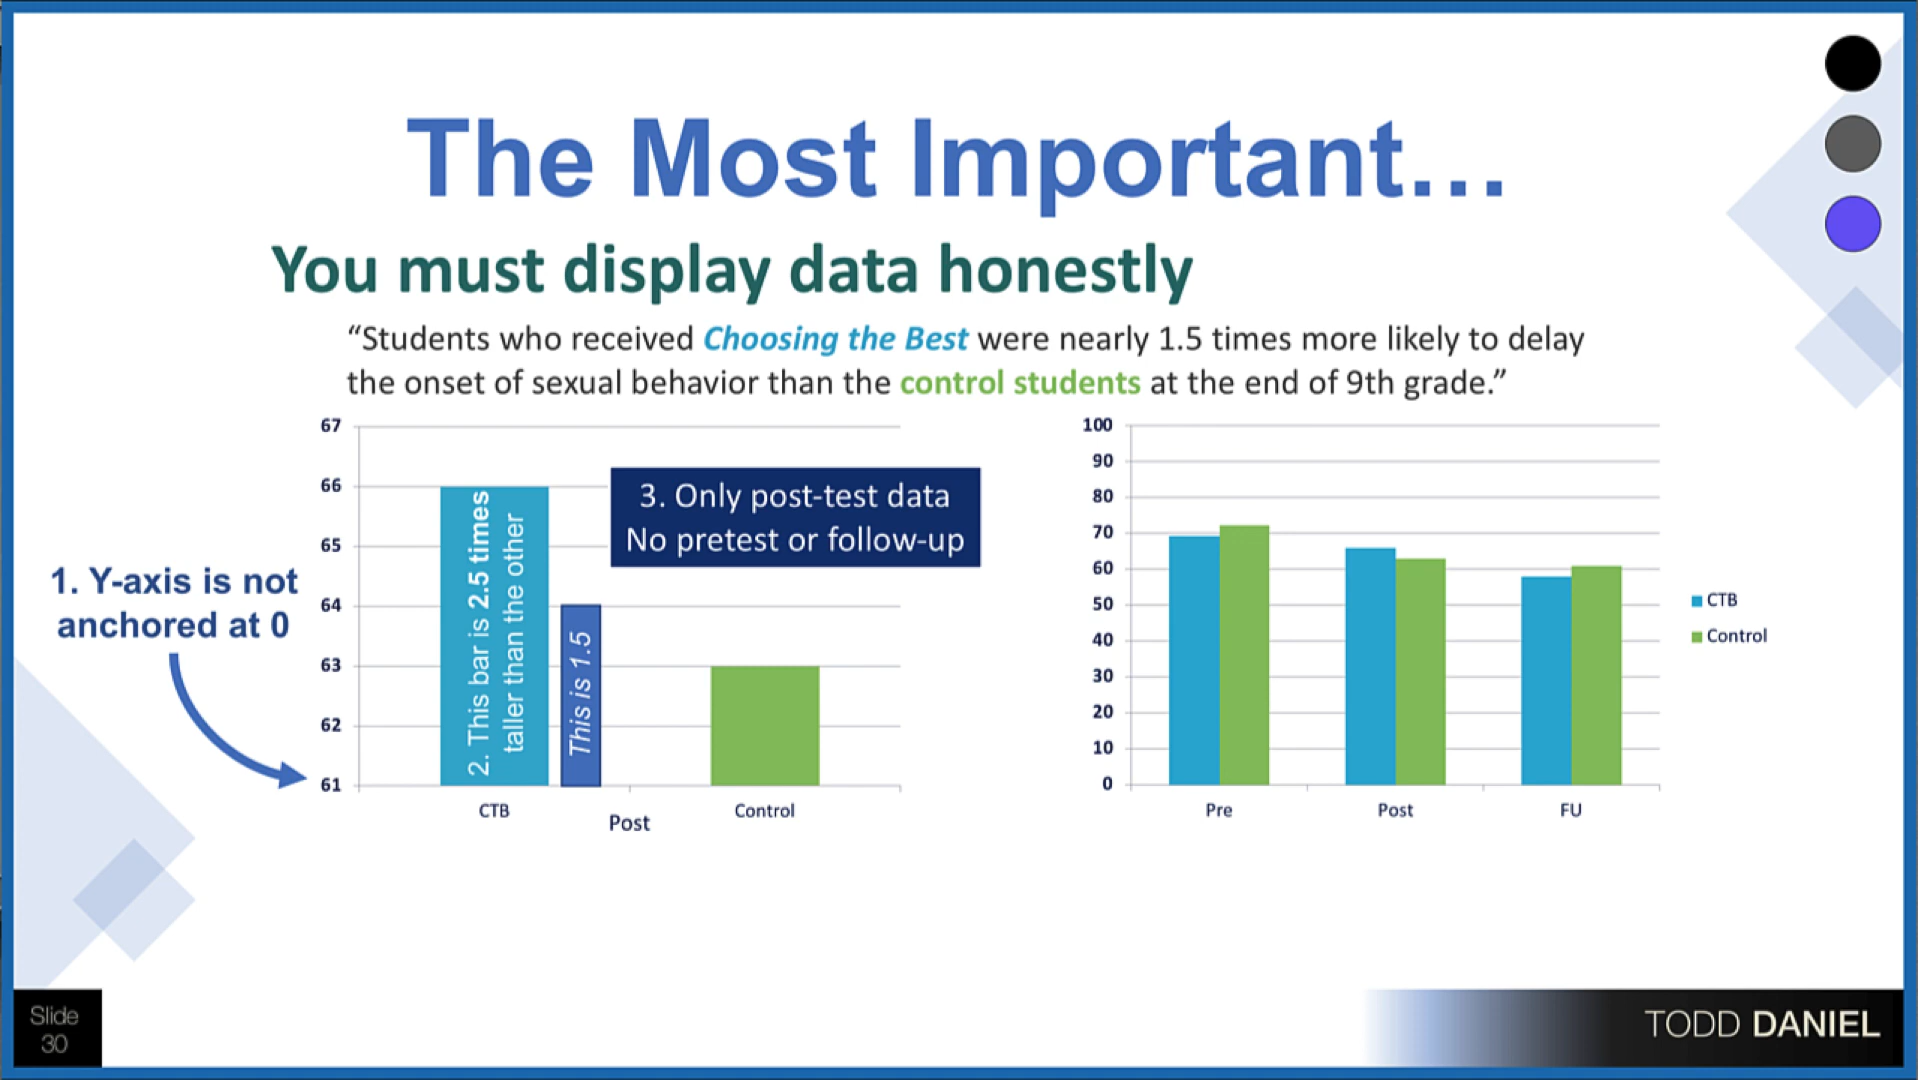 The Most Important...
You must display data honestly
“Students who received Choosing the Best were nearly 1.5 times more likely to delay
the onset of sexual behavior than the control students at the end of 9th grade.”
1. Y-axis is not
anchored at 0
67
66
65
64
63
62
61
2. This bar is 2.5 times
taller than the other
This is 1.5
3. Only post-test data
No pretest or follow-up
CTB
Control
Post
100
90
80
70
60
50
40
30
20
10
0
Pre
Post
FU
CTB
Control
Slide
30
TODD DANIEL